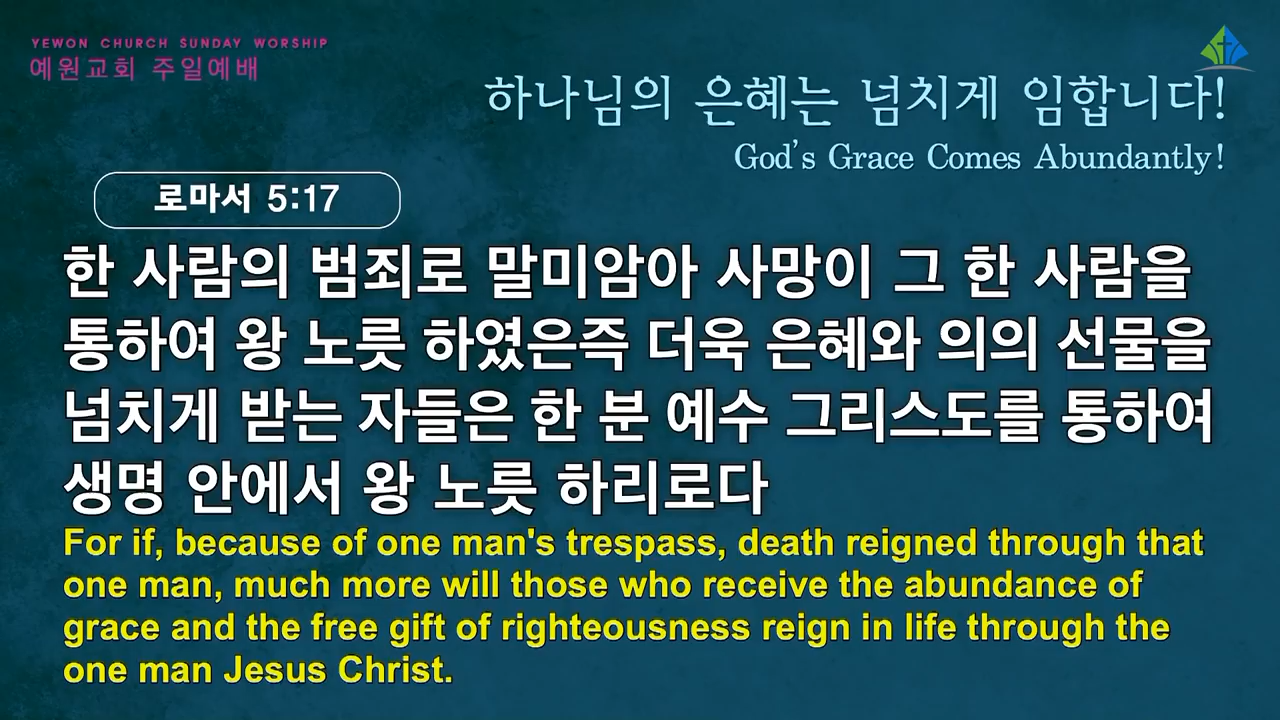 YEWON CHURCH SUNDAY WORSHIP
예원교회 주일예배
하나님의 은혜는 넘치게 임합니다!
God's Grace Comes Abundantly!
로마서 5:17
한 사람의 범죄로 말미암아 사망이 그 한 사람을
통하여 왕 노릇 하였은즉 더욱 은혜와 의의 선물을
넘치게 받는 자들은 한 분 예수 그리스도를 통하여
생명 안에서 왕 노릇 하리로다
For if, because of one man's trespass, death reigned through that
one man, much more will those who receive the abundance of
grace and the free gift of righteousness reign in life through the
one man Jesus Christ.